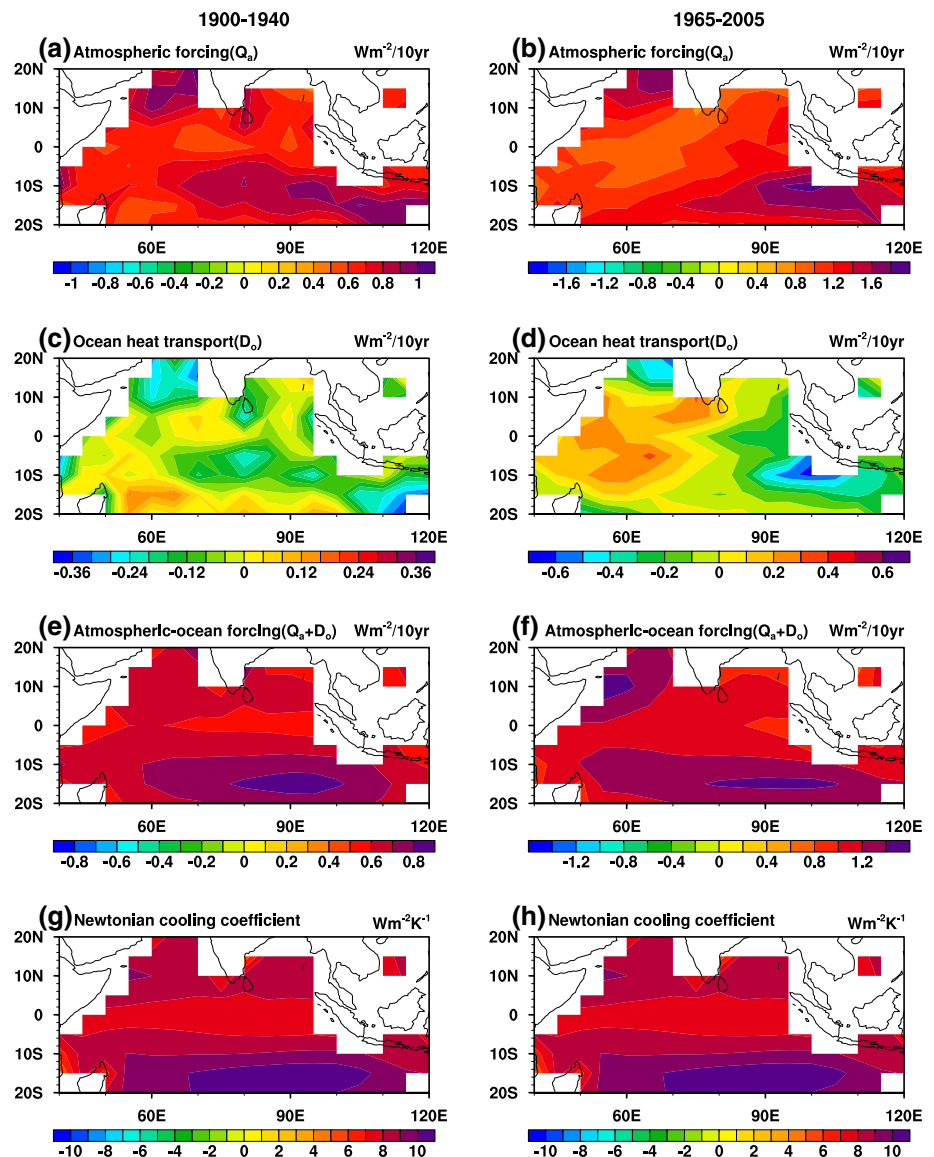 1900-1940 1965-2005
(a) Atmospheric forcing(Qₐ) Wm⁻²/10yr (b) Atmospheric forcing(Qₐ) Wm⁻²/10yr
20N 20N
10N 10N
0 0
10S 10S
20S 20S
60E 90E 120E 60E 90E 120E
-1 -0.6 -0.2 0 0.2 0.4 0.6 1 -1.6 -1.2 -0.8 -0.4 0 0.4 0.8 1.2 1.6
(c) Ocean heat transport(Dₒ) Wm⁻²/10yr (d) Ocean heat transport(Dₒ) Wm⁻²/10yr
20N 20N
10N 10N
0 0
10S 10S
20S 20S
60E 90E 120E 60E 90E 120E
-0.36 -0.24 -0.12 0 0.12 0.24 0.36 -0.6 -0.4 -0.2 0 0.2 0.4 0.6
(e) Atmospheric-ocean forcing(Qₐ+Dₒ) Wm⁻²/10yr (f) Atmospheric-ocean forcing(Qₐ+Dₒ) Wm⁻²/10yr
20N 20N
10N 10N
0 0
10S 10S
20S 20S
60E 90E 120E 60E 90E 120E
-0.8 -0.6 -0.4 -0.2 0 0.2 0.4 0.6 0.8 -1.2 -0.8 -0.4 0 0.4 0.8 1.2
(g) Newtonian cooling coefficient Wm⁻²K⁻¹ (h) Newtonian cooling coefficient Wm⁻²K⁻¹
20N 20N
10N 10N
0 0
10S 10S
20S 20S
60E 90E 120E 60E 90E 120E
-10 -8 -6 -4 -2 0 2 4 6 8 10 -10 -8 -6 -4 -2 0 2 4 6 8 10